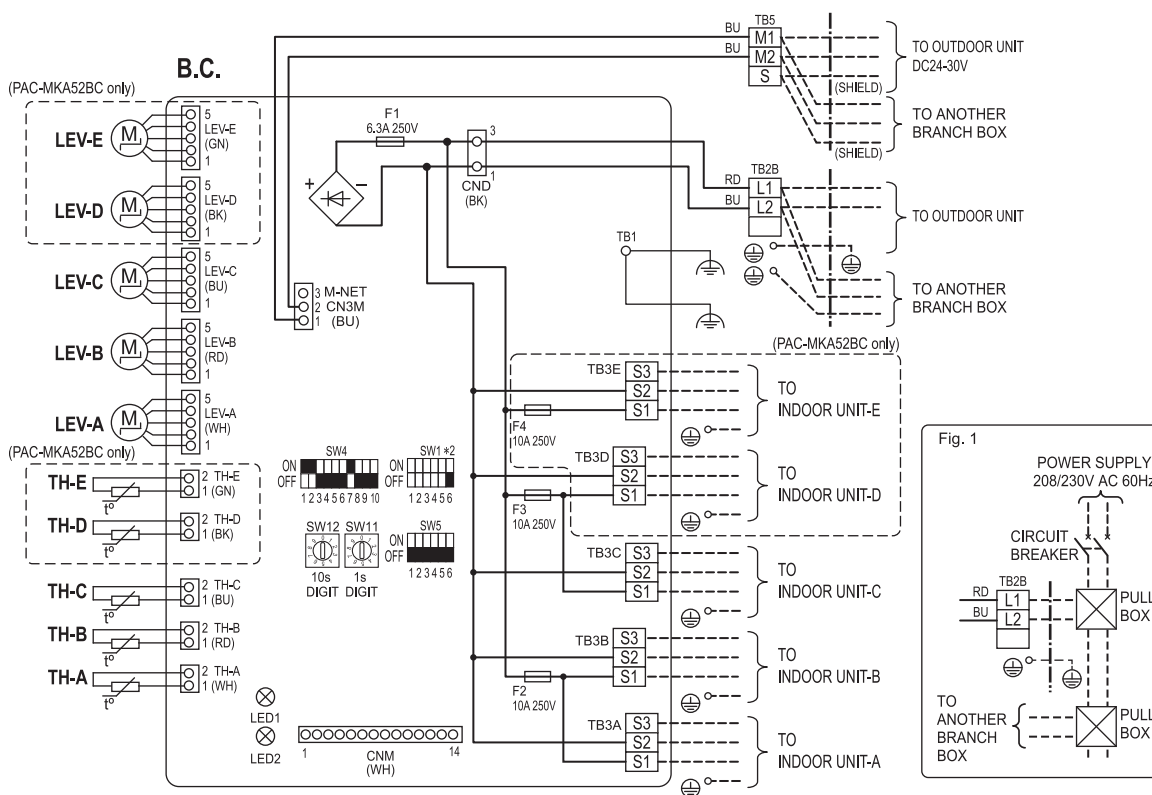 B.C.
(PAC-MKA52BC only)
LEV-E
M
5
LEV-E
(GN)
1
LEV-D
M
5
LEV-D
(BK)
1
LEV-C
M
5
LEV-C
(BU)
1
LEV-B
M
5
LEV-B
(RD)
1
LEV-A
M
5
LEV-A
(WH)
1
(PAC-MKA52BC only)
TH-E
t°
2 TH-E
1 (GN)
TH-D
t°
2 TH-D
1 (BK)
TH-C
t°
2 TH-C
1 (BU)
TH-B
t°
2 TH-B
1 (RD)
TH-A
t°
2 TH-A
1 (WH)
F1
6.3A 250V
+
−
3
1
CND
(BK)
3 M-NET
2 CN3M
1 (BU)
SW4
ON
OFF
1 2 3 4 5 6 7 8 9 10
SW1 *2
ON
OFF
1 2 3 4 5 6
SW12
10s
DIGIT
SW11
1s
DIGIT
SW5
ON
OFF
1 2 3 4 5 6
LED1
LED2
1
14
CNM
(WH)
BU
BU
TB5
M1
M2
S
(SHIELD)
(SHIELD)
TO OUTDOOR UNIT
DC24-30V
TO ANOTHER
BRANCH BOX
RD
BU
TB2B
L1
L2
TO OUTDOOR UNIT
TO ANOTHER
BRANCH BOX
TB1
(PAC-MKA52BC only)
TB3E
S3
S2
S1
F4
10A 250V
TO
INDOOR UNIT-E
TB3D
S3
S2
S1
F3
10A 250V
TO
INDOOR UNIT-D
TB3C
S3
S2
S1
TO
INDOOR UNIT-C
TB3B
S3
S2
S1
F2
10A 250V
TO
INDOOR UNIT-B
TB3A
S3
S2
S1
TO
INDOOR UNIT-A
Fig. 1
POWER SUPPLY
208/230V AC 60Hz
CIRCUIT
BREAKER
TB2B
RD
L1
BU
L2
PULL
BOX
TO
ANOTHER
BRANCH
BOX
PULL
BOX